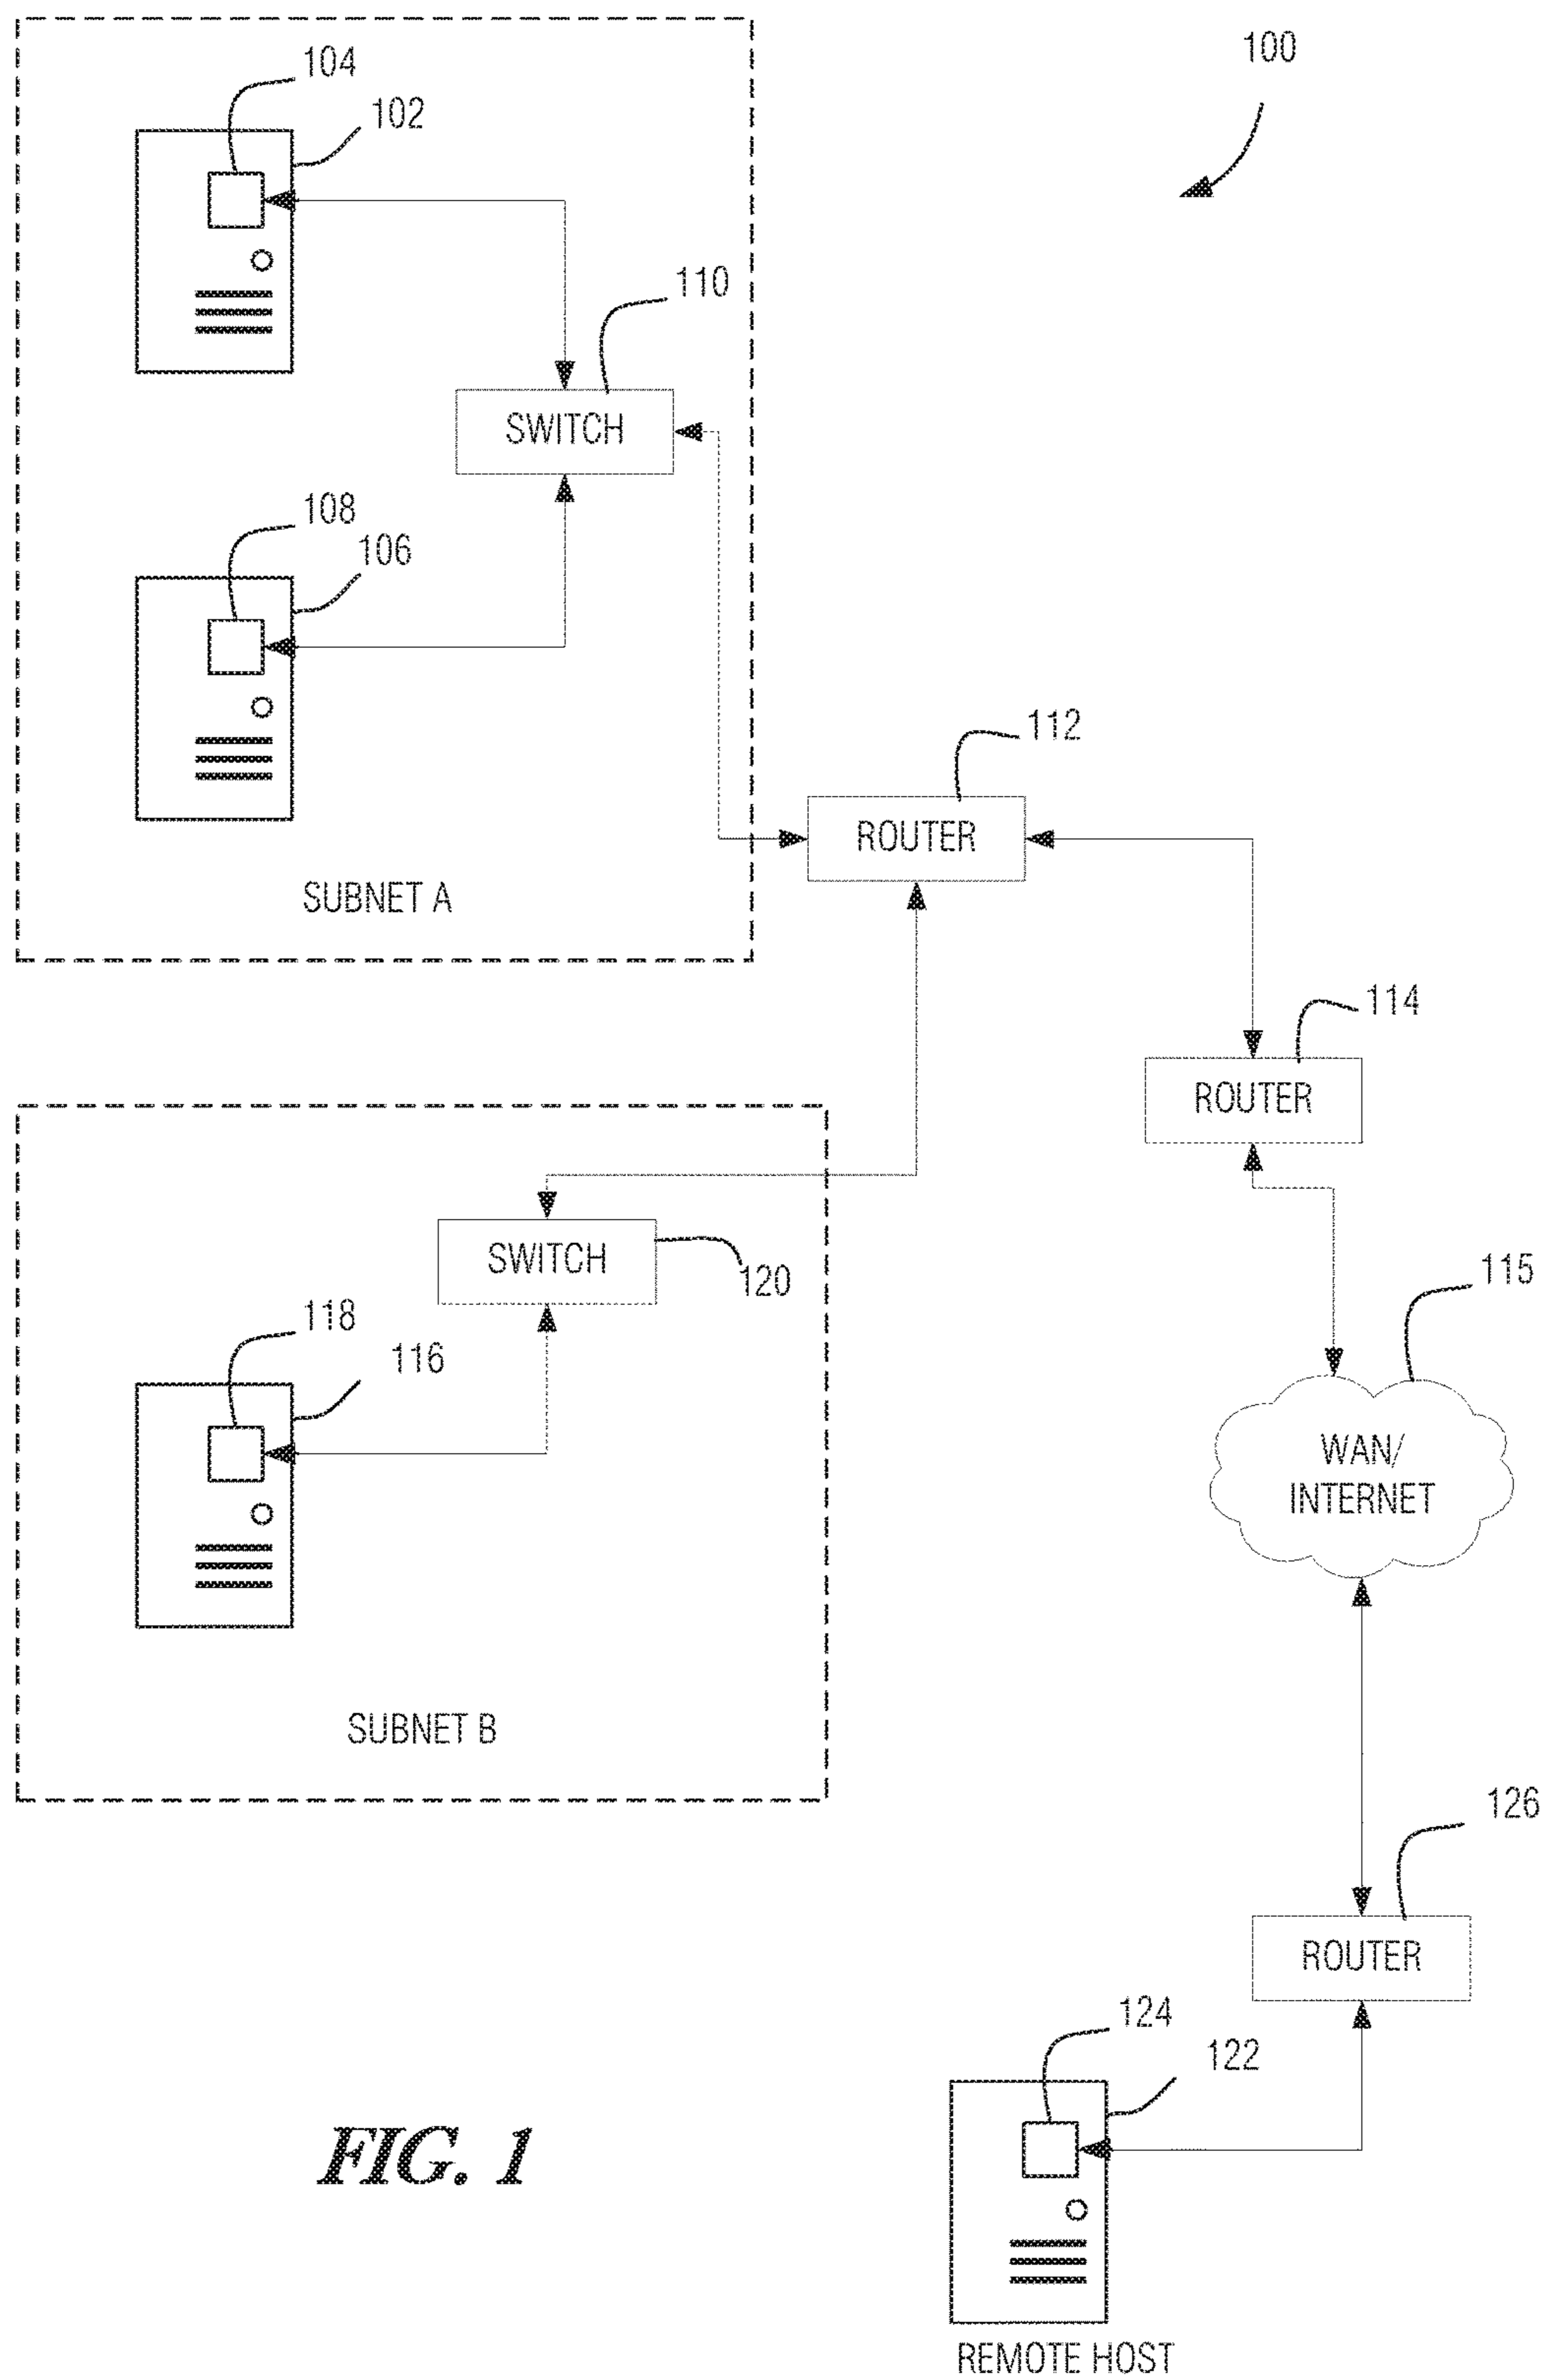 100
104
102
110
SWITCH
108
106
112
ROUTER
SUBNET A
114
ROUTER
120
SWITCH
115
118
116
WAN/
INTERNET
SUBNET B
126
ROUTER
124
122
FIG. 1
REMOTE HOST